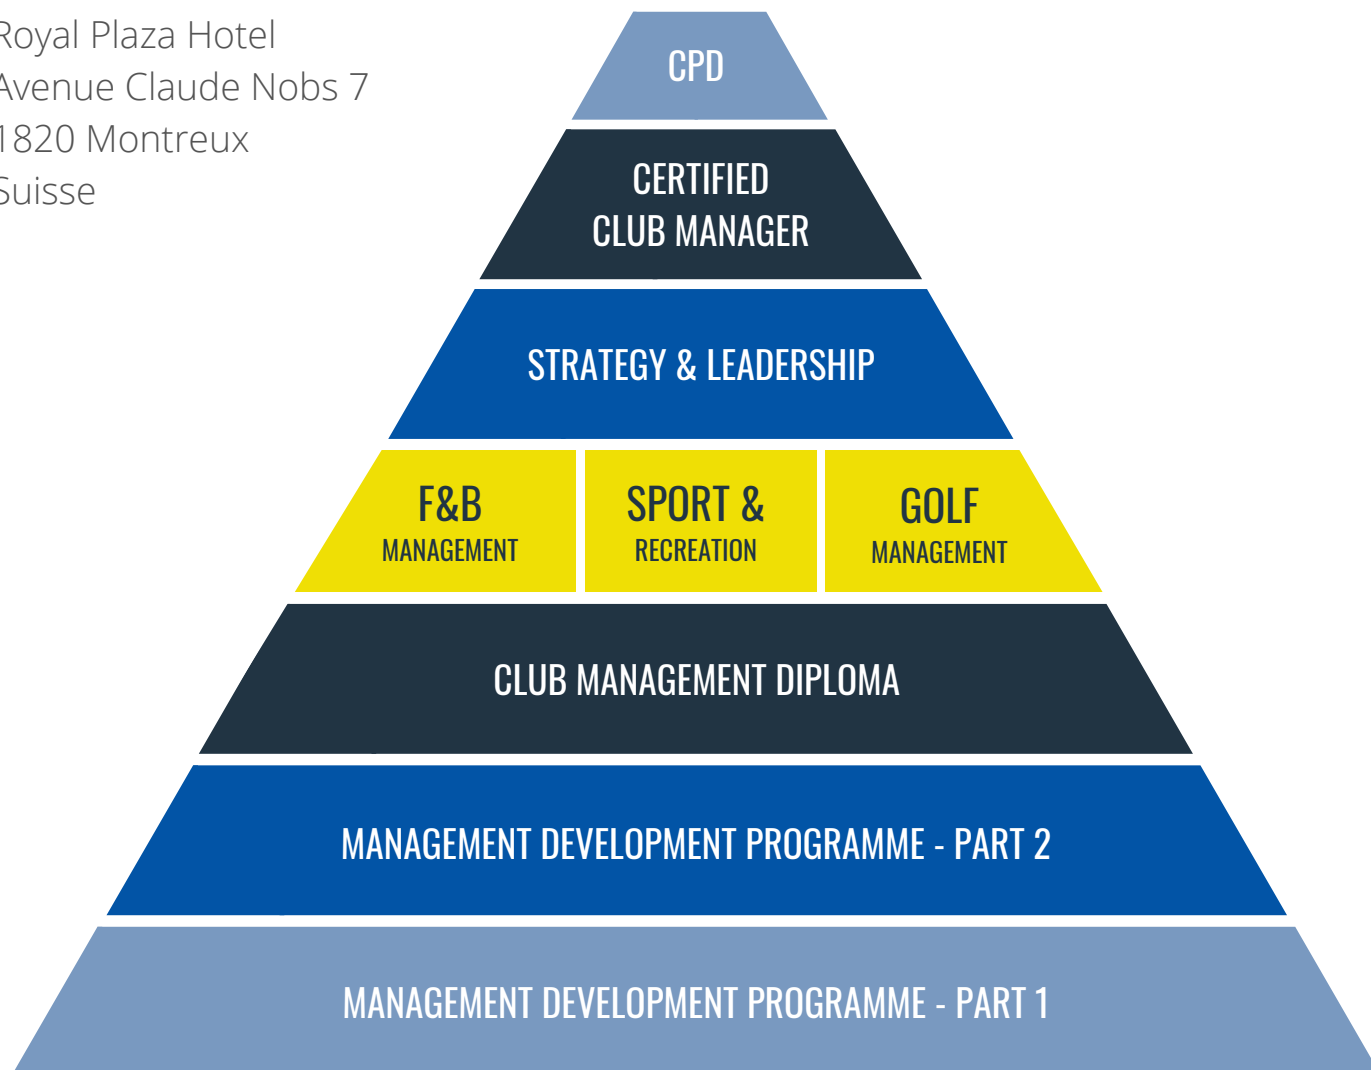 Royal Plaza Hotel
Avenue Claude Nobs 7
1820 Montreux
Suisse
CPD
CERTIFIED
CLUB MANAGER
STRATEGY & LEADERSHIP
F&B
MANAGEMENT
SPORT &
RECREATION
GOLF
MANAGEMENT
CLUB MANAGEMENT DIPLOMA
MANAGEMENT DEVELOPMENT PROGRAMME - PART 2
MANAGEMENT DEVELOPMENT PROGRAMME - PART 1